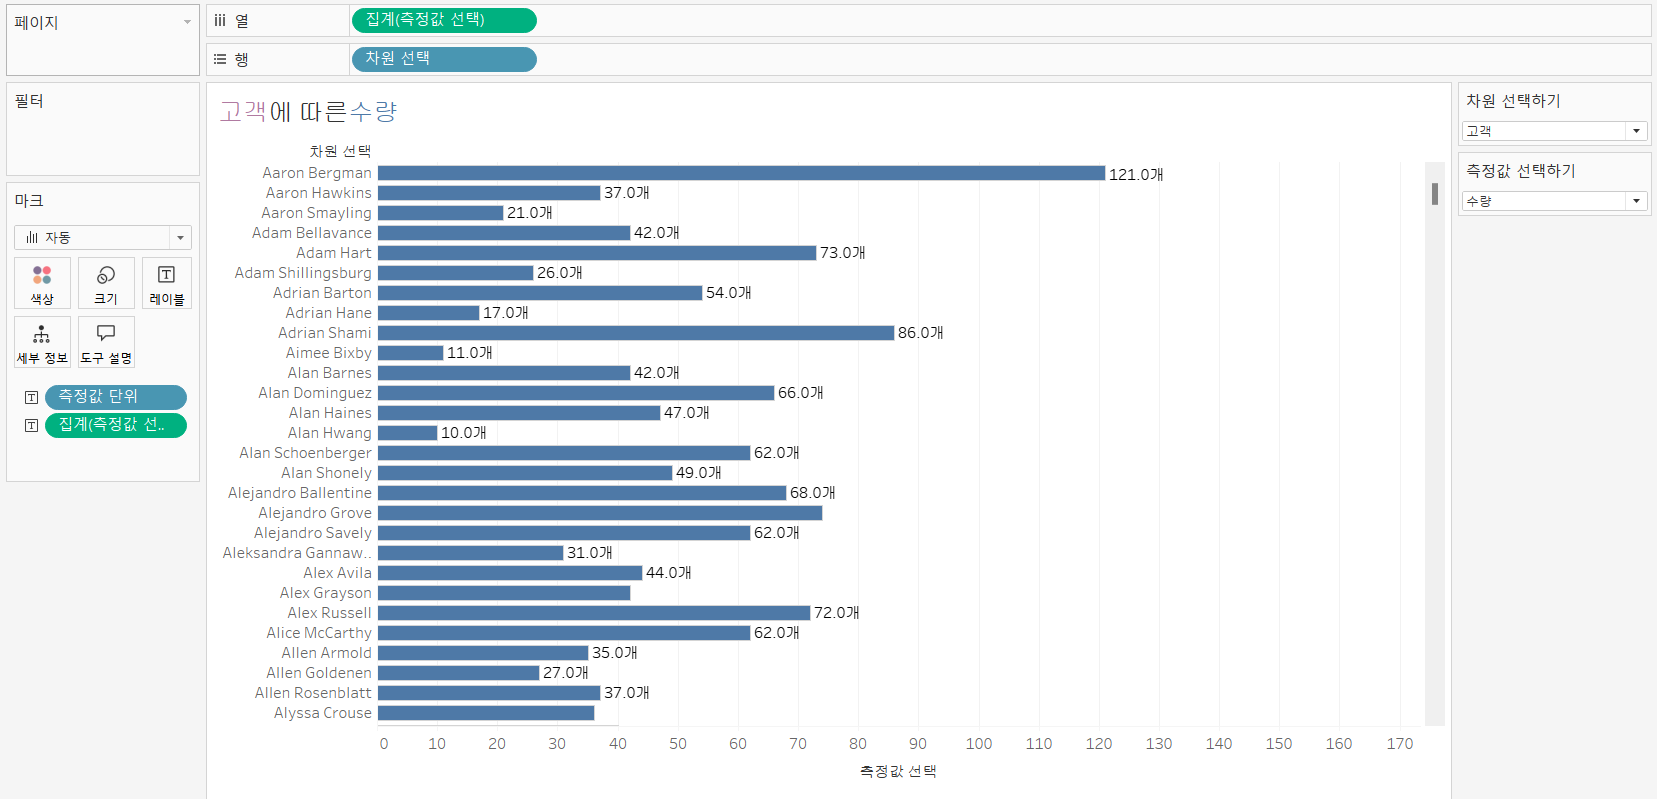 페이지
열
집계(측정값 선택)
행
차원 선택
필터
마크
자동
색상
크기
레이블
세부 정보
도구 설명
측정값 단위
집계(측정값 선..
고객에 따른수량
차원 선택
Aaron Bergman 121.0개
Aaron Hawkins 37.0개
Aaron Smayling 21.0개
Adam Bellavance 42.0개
Adam Hart 73.0개
Adam Shillingsburg 26.0개
Adrian Barton 54.0개
Adrian Hane 17.0개
Adrian Shami 86.0개
Aimee Bixby 11.0개
Alan Barnes 42.0개
Alan Dominguez 66.0개
Alan Haines 47.0개
Alan Hwang 10.0개
Alan Schoenberger 62.0개
Alan Shonely 49.0개
Alejandro Ballentine 68.0개
Alejandro Grove
Alejandro Savely 62.0개
Aleksandra Gannaw.. 31.0개
Alex Avila 44.0개
Alex Grayson
Alex Russell 72.0개
Alice McCarthy 62.0개
Allen Armold 35.0개
Allen Goldenen 27.0개
Allen Rosenblatt 37.0개
Alyssa Crouse
0 10 20 30 40 50 60 70 80 90 100 110 120 130 140 150 160 170
측정값 선택
차원 선택하기
고객
측정값 선택하기
수량